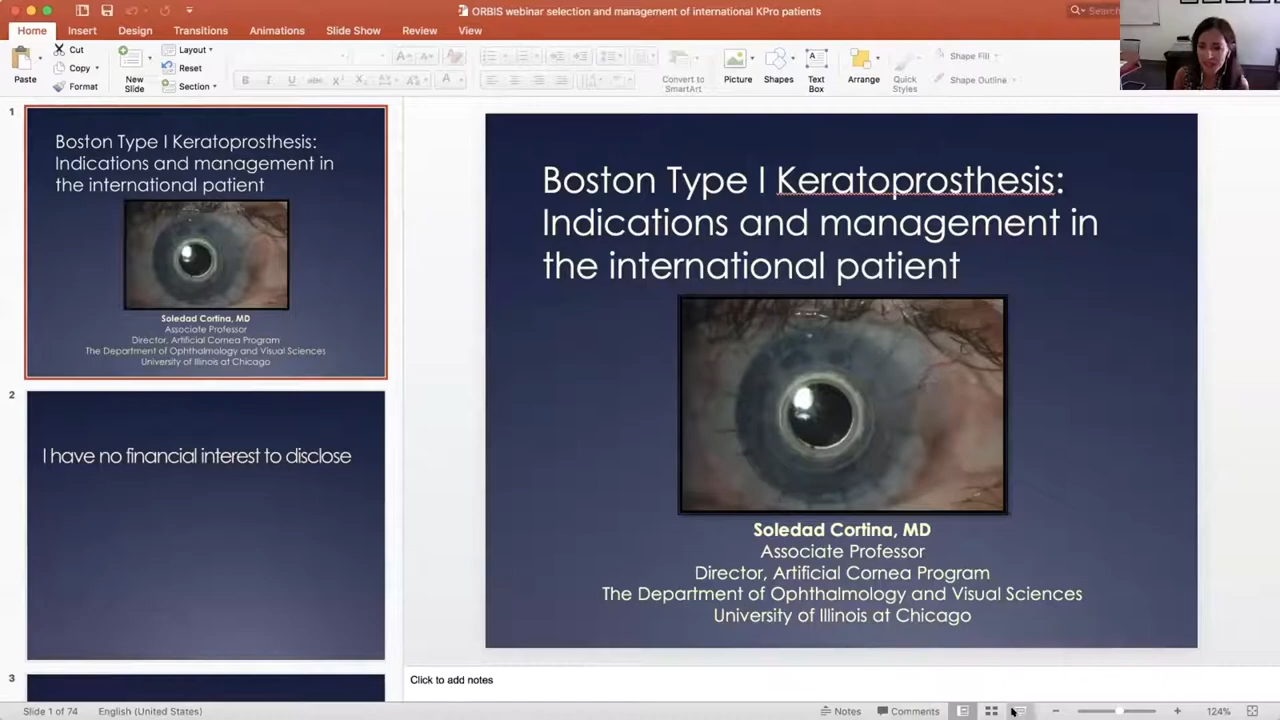 ORBIS webinar selection and management of international KPro patients
Search
Home Insert Design Transitions Animations Slide Show Review View
Paste
Cut
Copy
Format
New Slide
Layout
Reset
Section
B I U abc
Convert to SmartArt
Picture
Shapes
Text Box
Arrange
Quick Styles
Shape Fill
Shape Outline
1
Boston Type I Keratoprosthesis:
Indications and management in
the international patient
Soledad Cortina, MD
Associate Professor
Director, Artificial Cornea Program
The Department of Ophthalmology and Visual Sciences
University of Illinois at Chicago
2
I have no financial interest to disclose
3
Boston Type I Keratoprosthesis:
Indications and management in
the international patient
Soledad Cortina, MD
Associate Professor
Director, Artificial Cornea Program
The Department of Ophthalmology and Visual Sciences
University of Illinois at Chicago
Click to add notes
Slide 1 of 74 English (United States) Notes Comments 124%